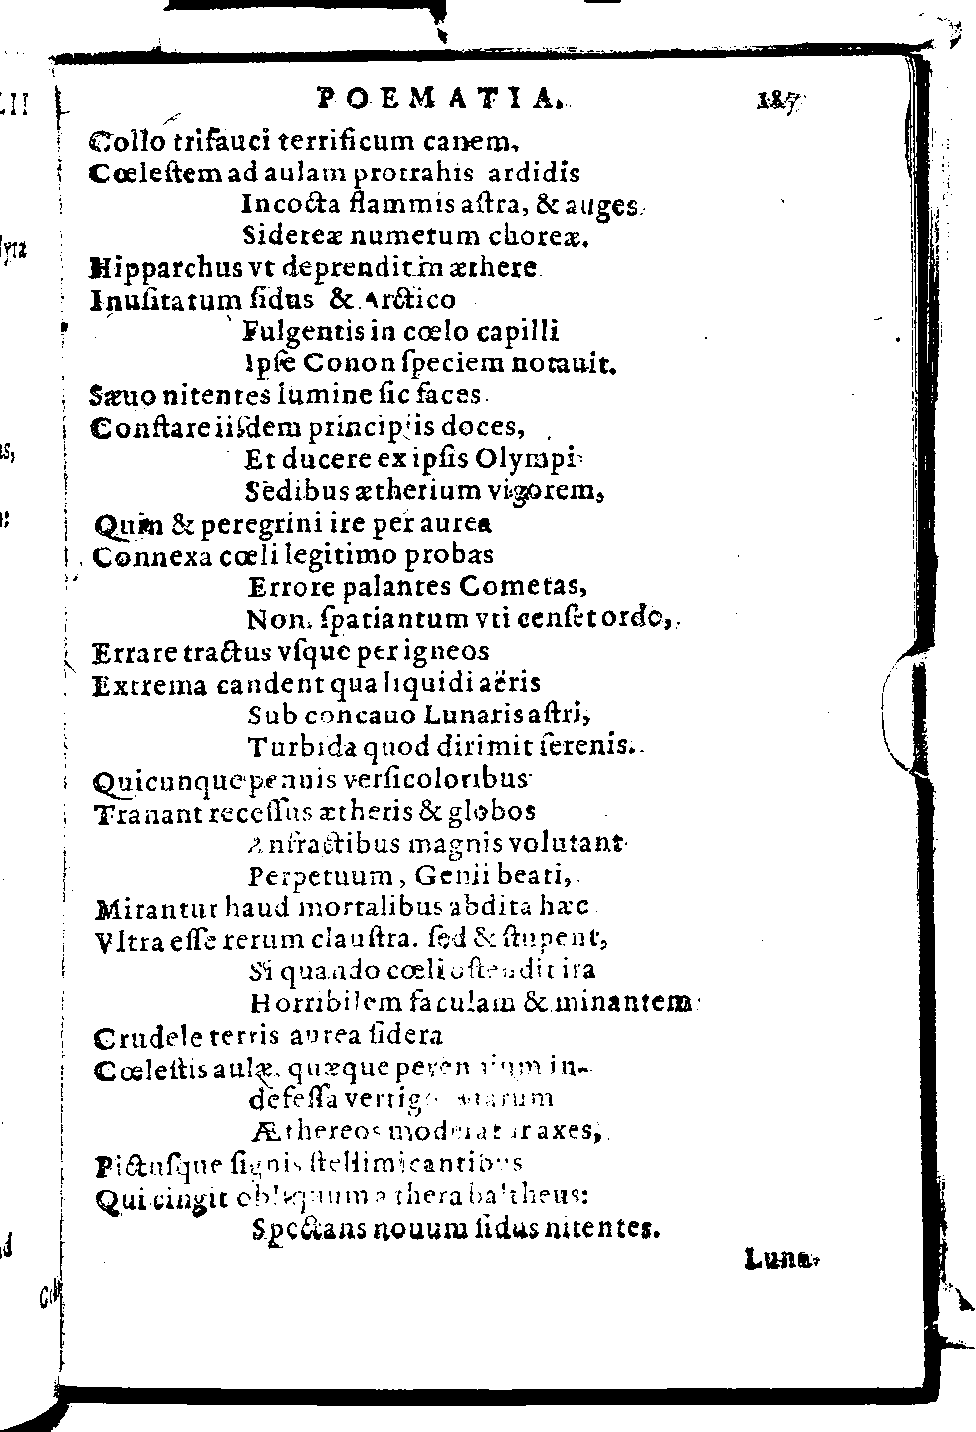 POEMATIA. 187
Collo trifauci terrificum canem,
Cœleſtem ad aulam protrahis ardidis
Incocta flammis aſtra, & auges
Sidereæ numerum choreæ.
Hipparchus vt deprendit in æthere
Inuſitatum ſidus & Arctico
Fulgentis in cœlo capilli
Ipſe Conon ſpeciem notauit.
Sæuo nitentes lumine ſic faces
Conſtare iiſdem principiis doces,
Et ducere ex ipſis Olympi
Sedibus ætherium vigorem,
Quin & peregrini ire per aurea
Connexa cœli legitimo probas
Errore palantes Cometas,
Non ſpatiantum vti cenſet ordo,
Errare tractus vſque per igneos
Extrema candent qua liquidi aëris
Sub concauo Lunaris aſtri,
Turbida quod dirimit ſerenis.
Quicunque pennis verſicoloribus
Tranant receſſus ætheris & globos
Anfractibus magnis volutant
Perpetuum, Genii beati,
Mirantur haud mortalibus abdita hæc
Vltra eſſe rerum clauſtra. ſed & ſtupent,
Si quando cœli oſtendit ira
Horribilem faculam & minantem
Crudele terris aurea ſidera
Cœleſtis aulæ, quæque in-
defeſſa
Æthereos moderatur axes,
Pictuſque ſignis ſtellimicantibus
Qui cingit obliquum æthera baltheus:
Spectans nouum ſidus nitentes.
Luna